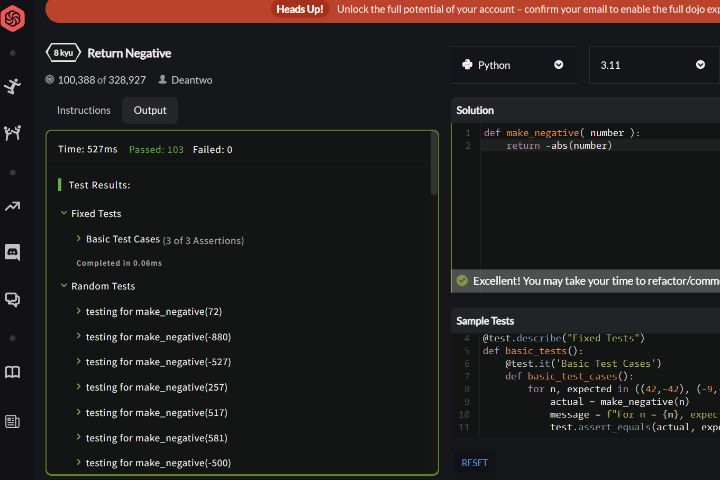 Heads Up! Unlock the full potential of your account – confirm your email to enable the full dojo exp
8 kyu Return Negative
100,388 of 328,927 Deantwo
Python
3.11
Instructions Output
Time: 527ms Passed: 103 Failed: 0
Test Results:
Fixed Tests
Basic Test Cases (3 of 3 Assertions)
Completed in 0.06ms
Random Tests
testing for make_negative(72)
testing for make_negative(-880)
testing for make_negative(-527)
testing for make_negative(257)
testing for make_negative(517)
testing for make_negative(581)
testing for make_negative(-500)
Solution
1 def make_negative( number ):
2 return -abs(number)
Excellent! You may take your time to refactor/comm
Sample Tests
4 @test.describe("Fixed Tests")
5 def basic_tests():
6 @test.it('Basic Test Cases')
7 def basic_test_cases():
8 for n, expected in ((42,-42), (-9,-
9 actual = make_negative(n)
10 message = f"For n = {n}, expec
11 test.assert_equals(actual, expe
RESET